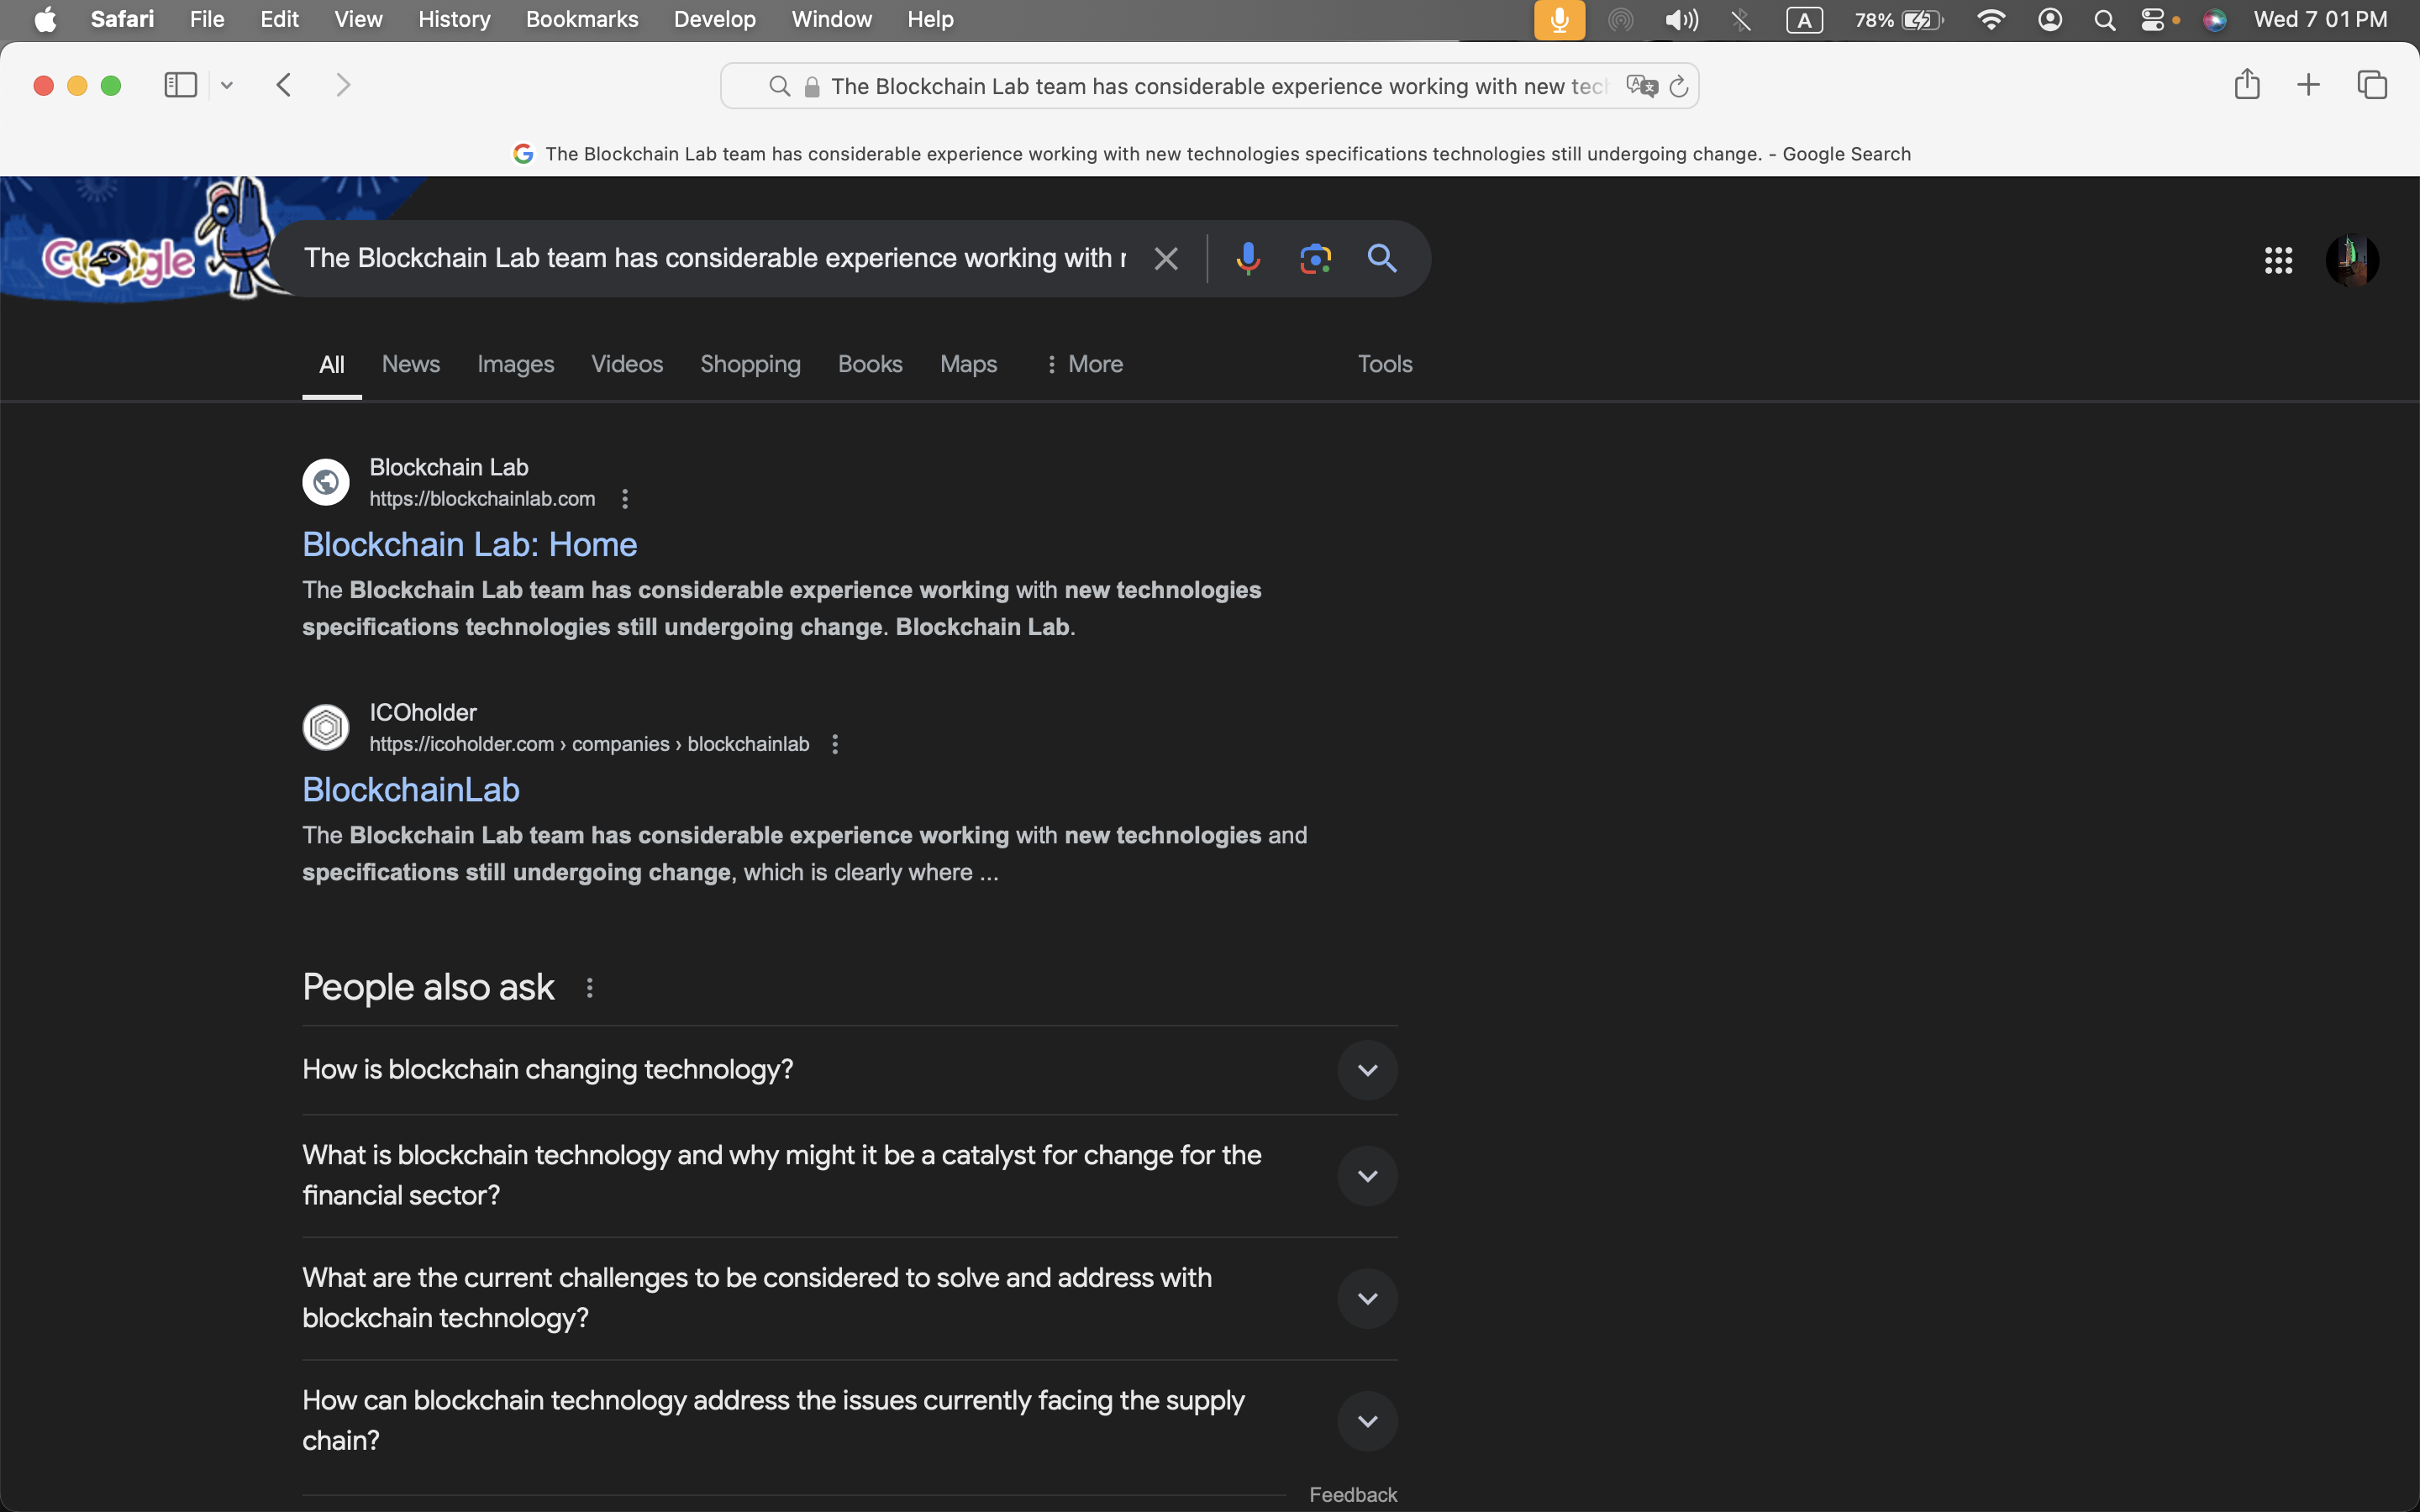 Safari File Edit View History Bookmarks Develop Window Help A 78% Wed 7 01 PM
The Blockchain Lab team has considerable experience working with new tech
The Blockchain Lab team has considerable experience working with new technologies specifications technologies still undergoing change. - Google Search
Google
The Blockchain Lab team has considerable experience working with
All News Images Videos Shopping Books Maps More Tools
Blockchain Lab
https://blockchainlab.com
Blockchain Lab: Home
The Blockchain Lab team has considerable experience working with new technologies
specifications technologies still undergoing change. Blockchain Lab.
ICOholder
https://icoholder.com › companies › blockchainlab
BlockchainLab
The Blockchain Lab team has considerable experience working with new technologies and
specifications still undergoing change, which is clearly where ...
People also ask
How is blockchain changing technology?
What is blockchain technology and why might it be a catalyst for change for the
financial sector?
What are the current challenges to be considered to solve and address with
blockchain technology?
How can blockchain technology address the issues currently facing the supply
chain?
Feedback